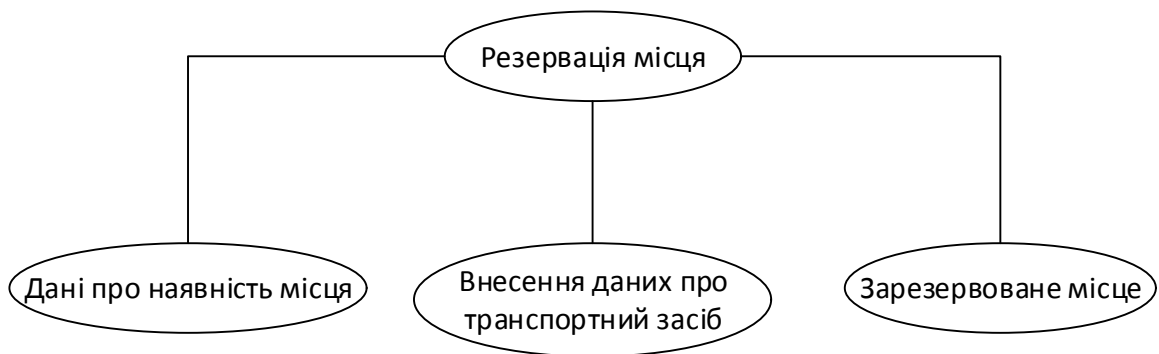 Резервація місця
Дані про наявність місця
Внесення даних про
транспортний засіб
Зарезервоване місце